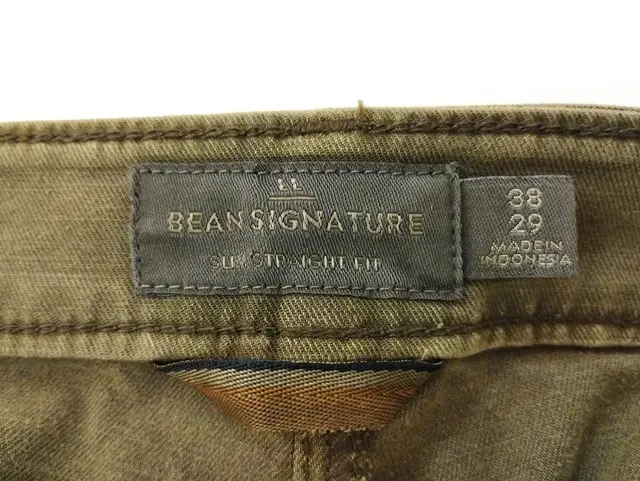 LL
BEAN SIGNATURE
SLIM STRAIGHT FIT
38
29
MADE IN
INDONESIA